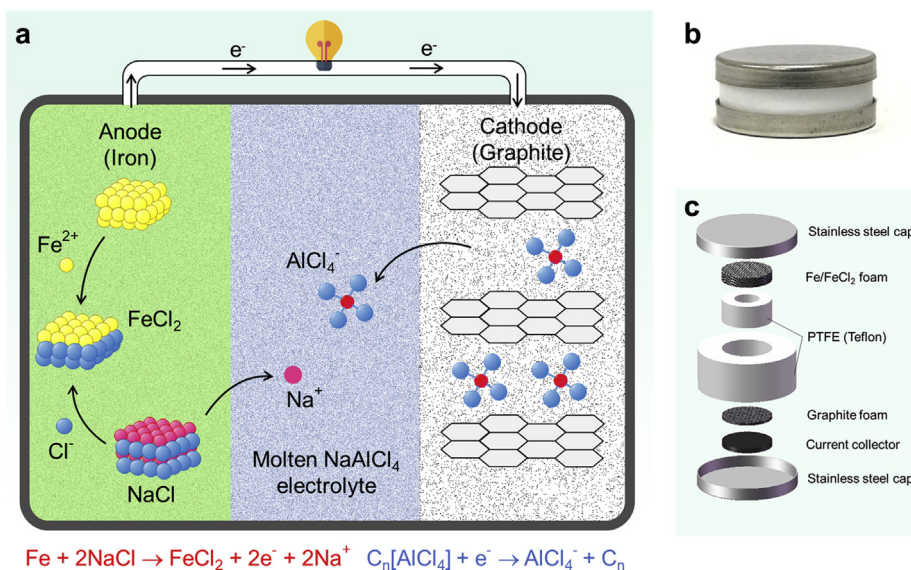 a
e⁻
e⁻
Anode
(Iron)
Fe²⁺
FeCl₂
Cl⁻
NaCl
AlCl₄⁻
Na⁺
Molten NaAlCl₄
electrolyte
Cathode
(Graphite)
Fe + 2NaCl → FeCl₂ + 2e⁻ + 2Na⁺
Cₙ[AlCl₄] + e⁻ → AlCl₄⁻ + Cₙ
b
c
Stainless steel cap
Fe/FeCl₂ foam
PTFE (Teflon)
Graphite foam
Current collector
Stainless steel cap